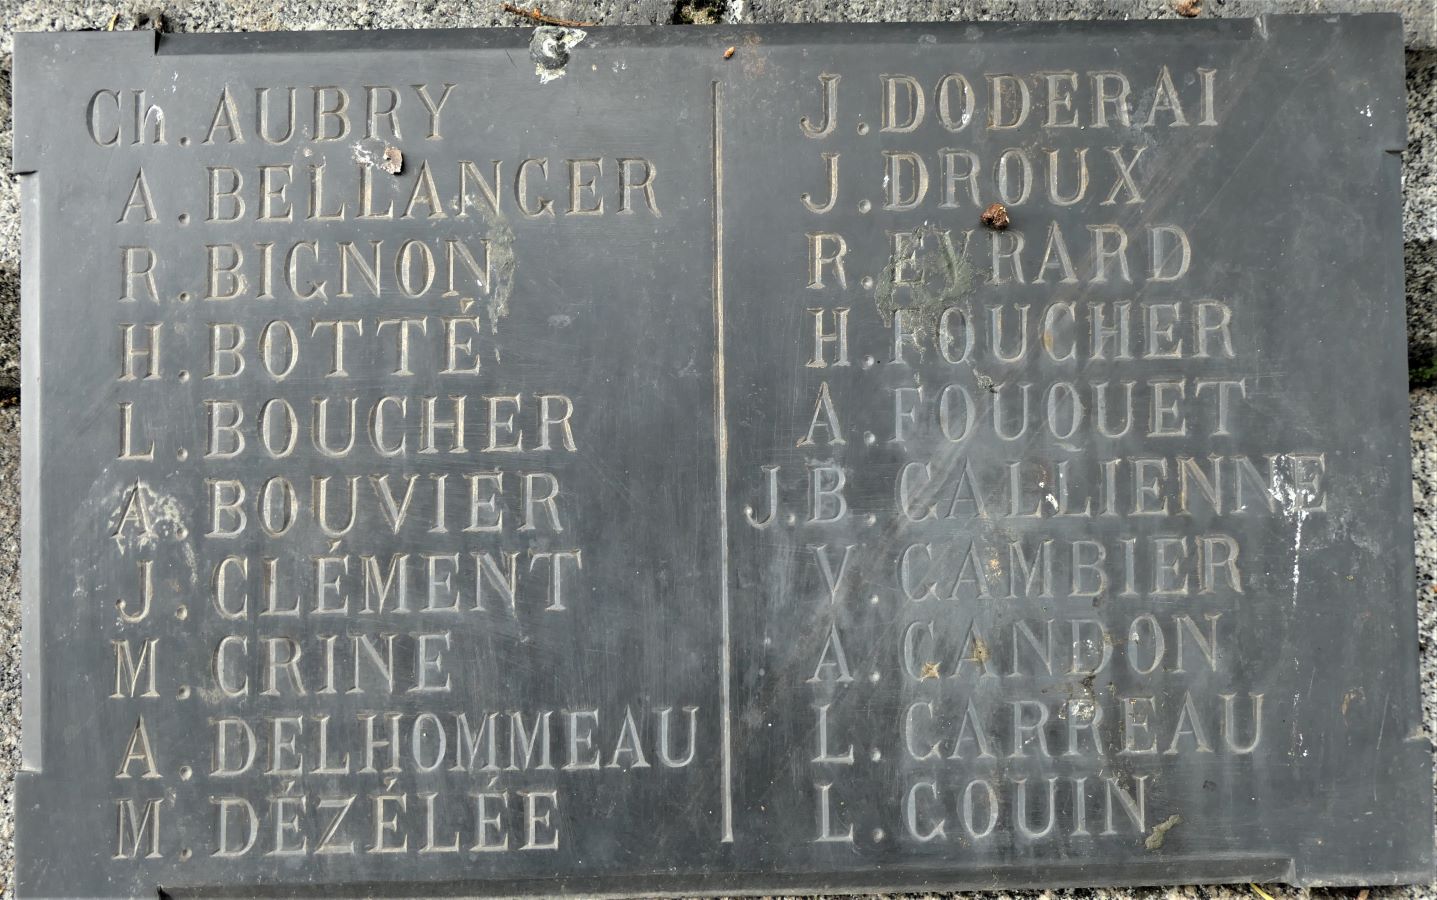 Ch. AUBRY
A. BELLANGER
R. BIGNON
H. BOTTÉ
L. BOUCHER
A. BOUVIER
J. CLÉMENT
M. CRINE
A. DELHOMMEAU
M. DÉZÉLÉE
J. DODERAI
J. DROUX
R. EYRARD
H. FOUCHER
A. FOUQUET
J.B. GALLIENNE
V. GAMBIER
A. GANDON
L. GARREAU
L. GOUIN